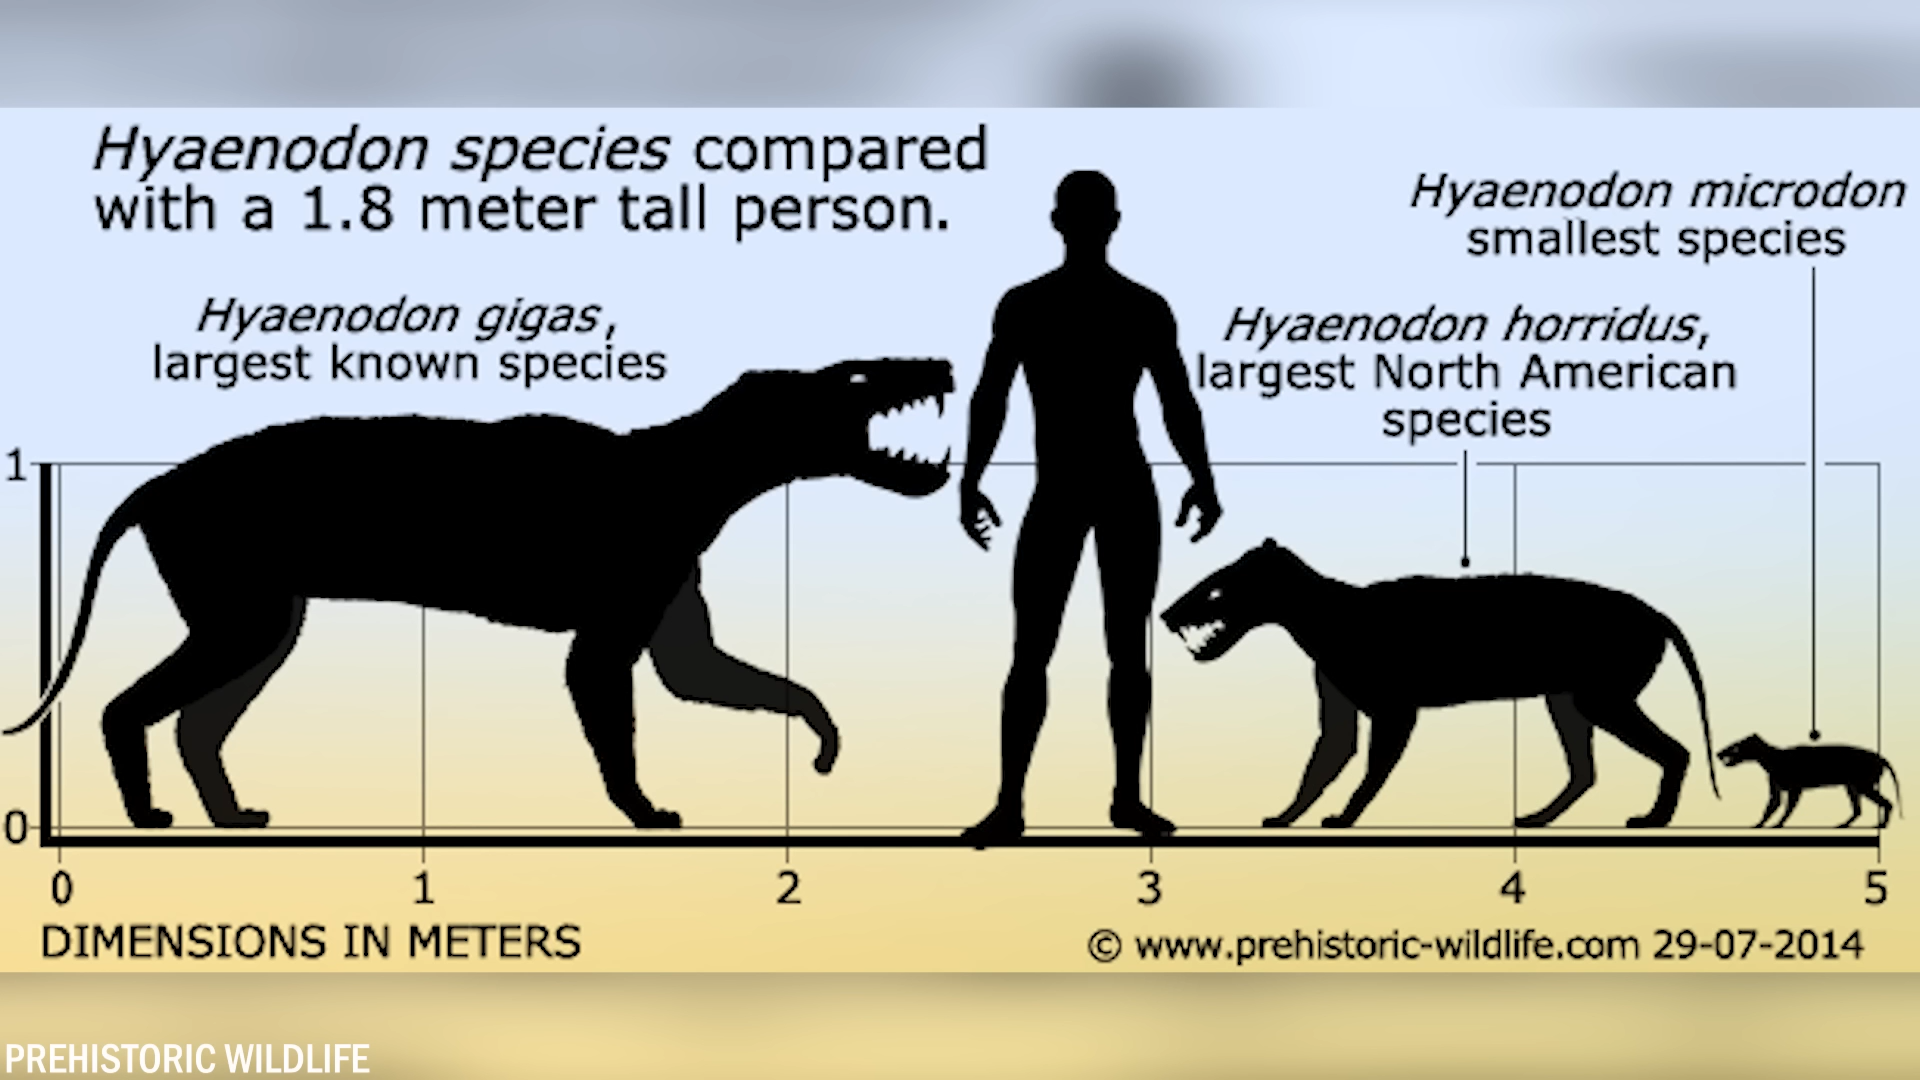 Hyaenodon species compared
with a 1.8 meter tall person.
Hyaenodon gigas,
largest known species
Hyaenodon microdon
smallest species
Hyaenodon horridus,
largest North American
species
1
0
0 1 2 3 4 5
DIMENSIONS IN METERS
© www.prehistoric-wildlife.com 29-07-2014
PREHISTORIC WILDLIFE